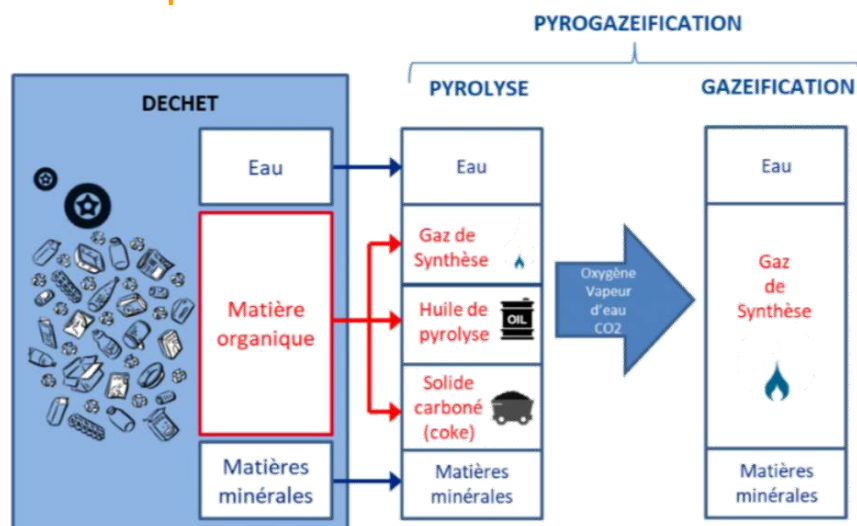 PYROGAZEIFICATION
DECHET
PYROLYSE
GAZEIFICATION
Eau
Eau
Eau
Matière
organique
Gaz de
Synthèse
Huile de
pyrolyse
OIL
Solide
carboné
(coke)
Oxygène
Vapeur
d'eau
CO2
Gaz
de
Synthèse
Matières
minérales
Matières
minérales
Matières
minérales